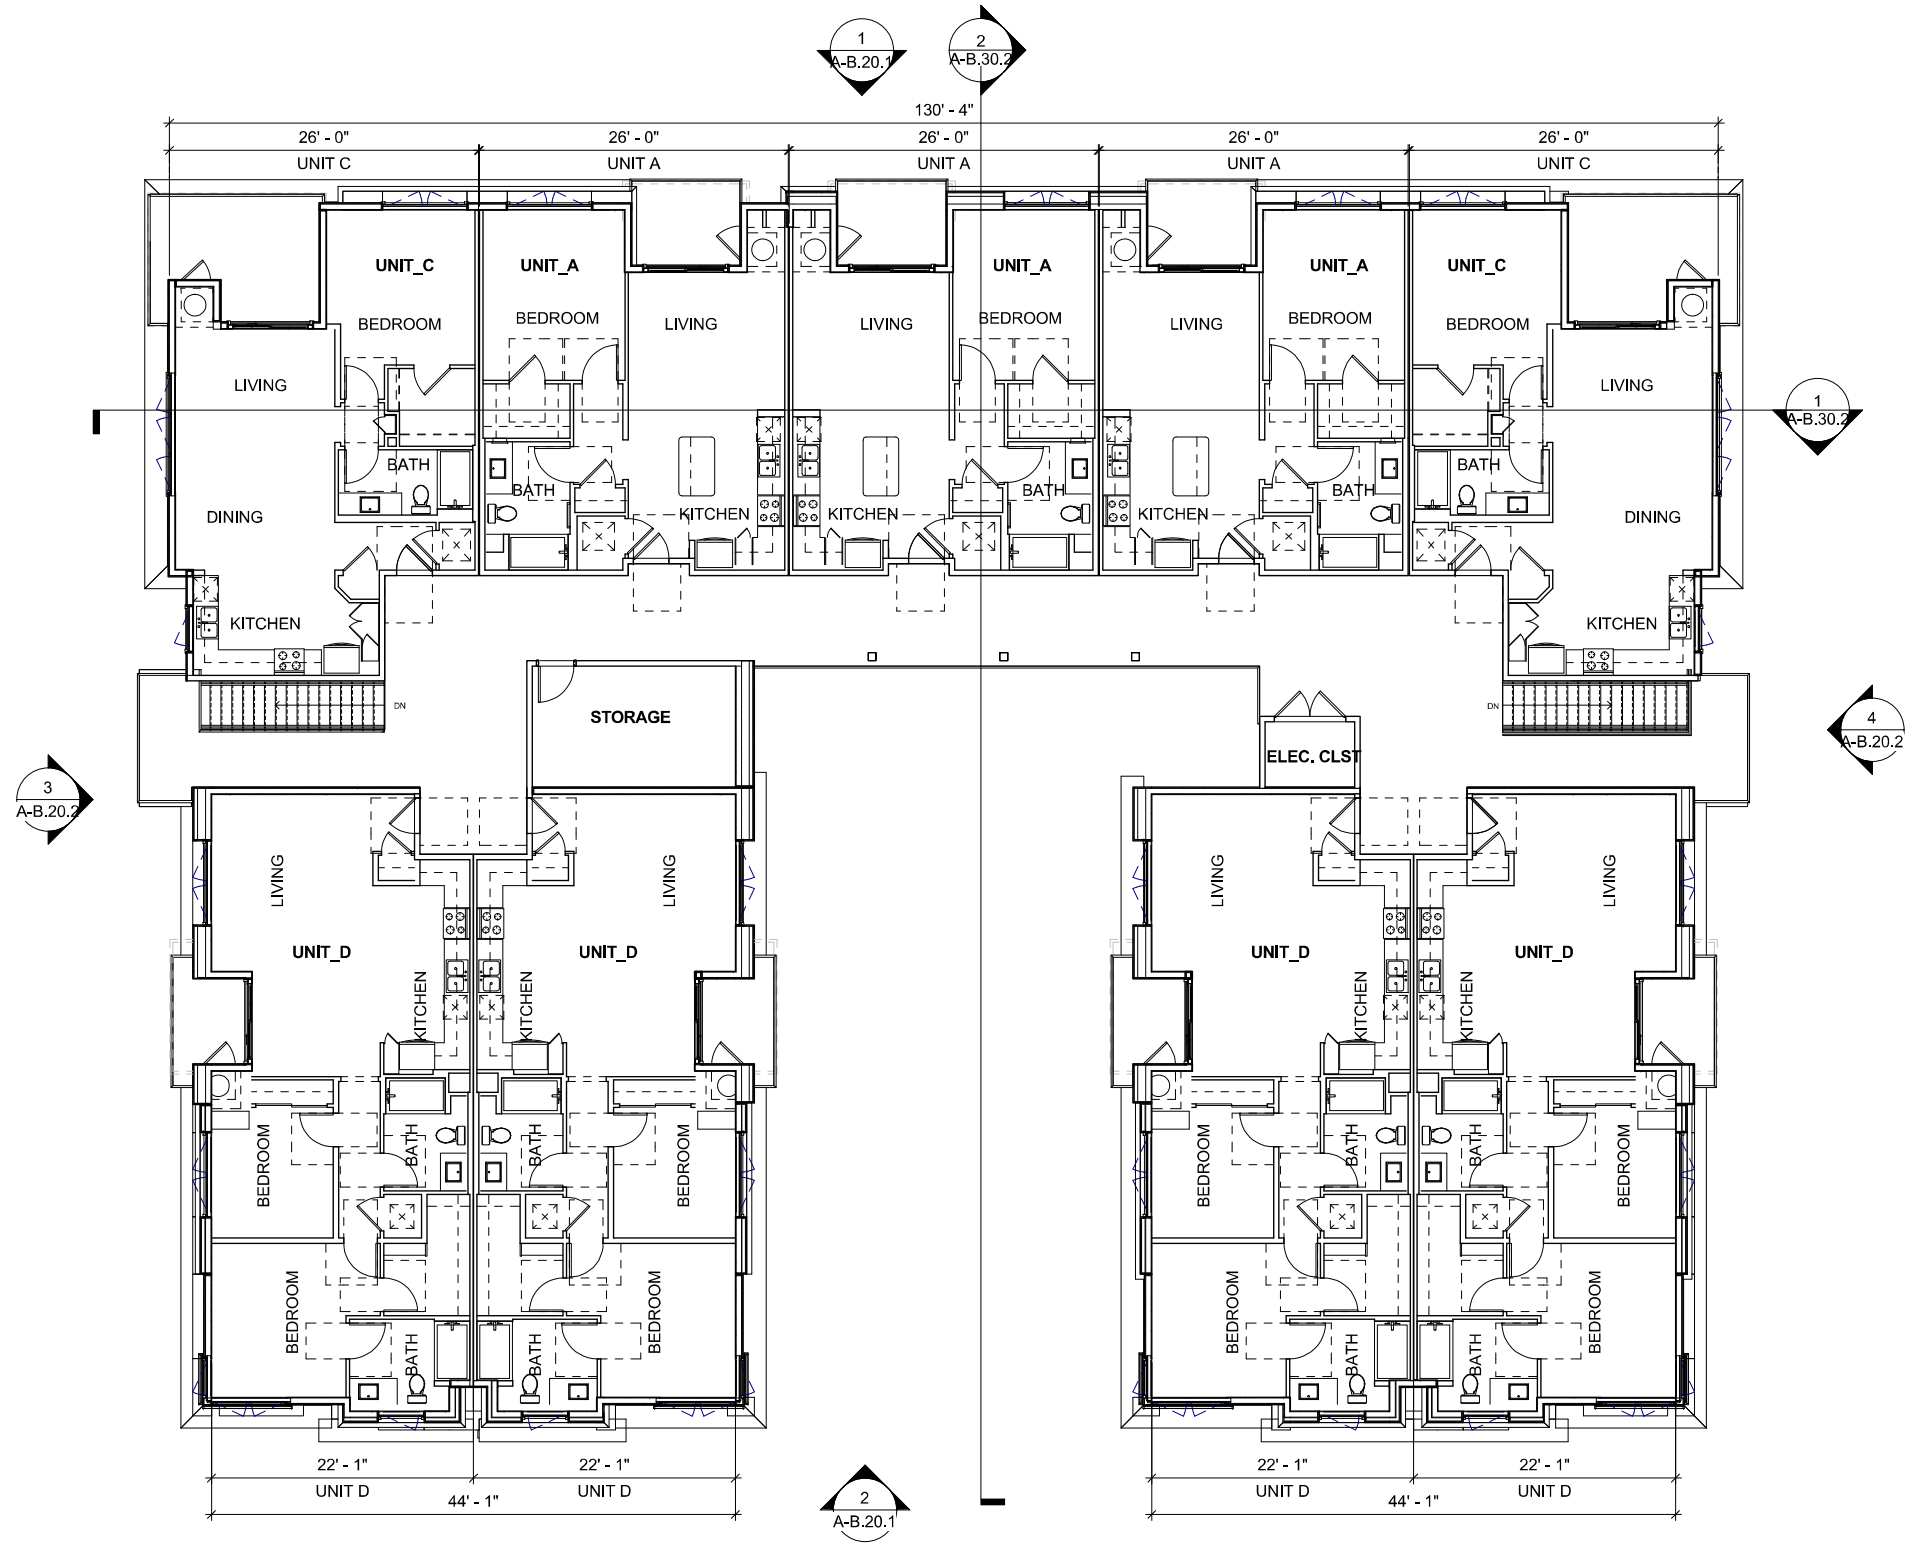 1
A-B.20.1
2
A-B.30.2
130' - 4"
26' - 0"
26' - 0"
26' - 0"
26' - 0"
26' - 0"
UNIT C
UNIT A
UNIT A
UNIT A
UNIT C
UNIT_C
UNIT_A
UNIT_A
UNIT_A
UNIT_C
BEDROOM
BEDROOM
LIVING
LIVING
BEDROOM
LIVING
BEDROOM
BEDROOM
LIVING
LIVING
1
A-B.30.2
BATH
BATH
BATH
BATH
BATH
DINING
KITCHEN
KITCHEN
KITCHEN
DINING
KITCHEN
KITCHEN
DN
STORAGE
DN
4
A-B.20.2
ELEC. CLST
3
A-B.20.2
LIVING
LIVING
LIVING
LIVING
UNIT_D
UNIT_D
UNIT_D
UNIT_D
KITCHEN
KITCHEN
KITCHEN
KITCHEN
BEDROOM
BATH
BATH
BEDROOM
BEDROOM
BATH
BATH
BEDROOM
BEDROOM
BATH
BATH
BEDROOM
BEDROOM
BATH
BATH
BEDROOM
22' - 1"
22' - 1"
22' - 1"
22' - 1"
UNIT D
UNIT D
UNIT D
UNIT D
44' - 1"
44' - 1"
2
A-B.20.1